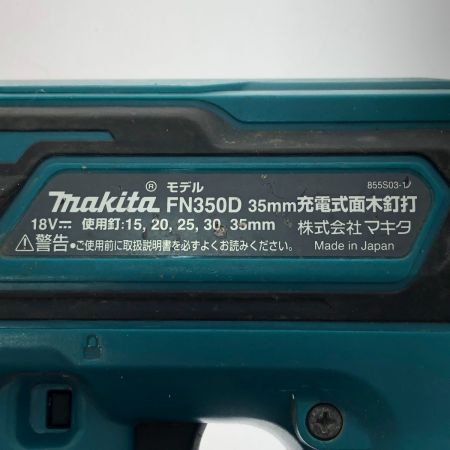 855S03-1
makita® モデル FN350D 35mm充電式面木釘打
18V⎓ 使用釘:15, 20, 25, 30, 35mm 株式会社 マキタ
⚠警告•ご使用前に取扱説明書を必ずよくお読みください。 Made in Japan